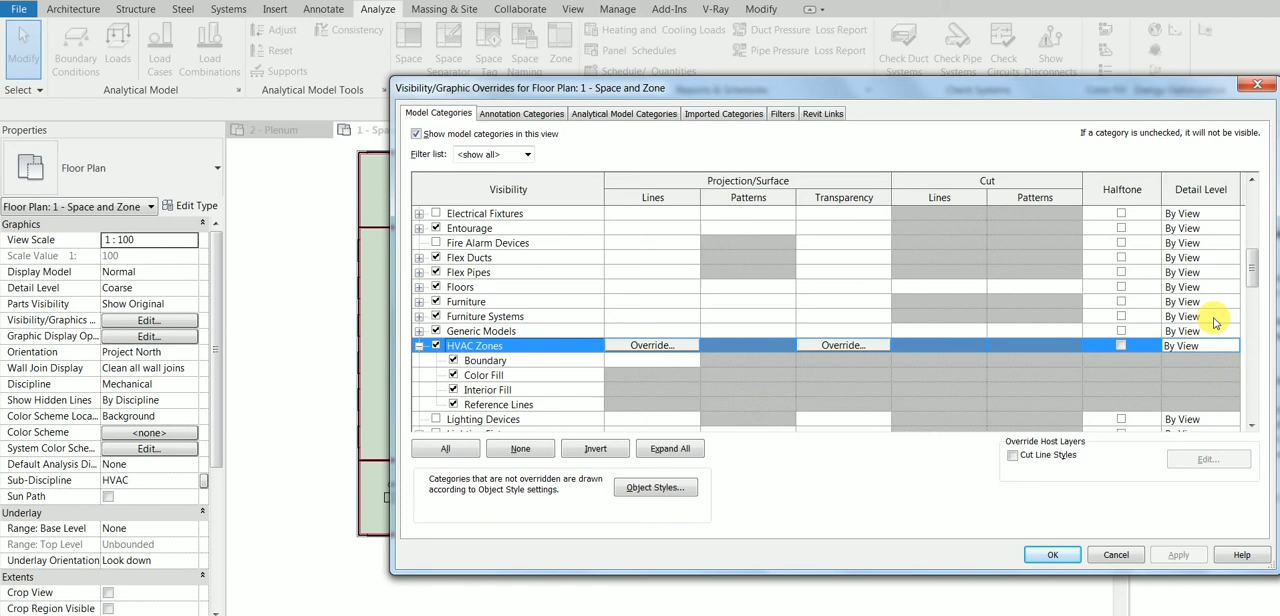 File Architecture Structure Steel Systems Insert Annotate Analyze Massing & Site Collaborate View Manage Add-Ins V-Ray Modify
Modify
Select
Boundary Conditions
Loads
Load Cases
Load Combinations
Analytical Model
Adjust
Reset
Supports
Consistency
Analytical Model Tools
Space
Space Separator
Space Tag
Space Naming
Zone
Heating and Cooling Loads
Panel Schedules
Schedule/ Quantities
Reports & Schedules
Duct Pressure Loss Report
Pipe Pressure Loss Report
Check Duct Systems
Check Pipe Systems
Check Circuits
Show Disconnects
Check Systems
Color Fill
Energy Optimization
Properties
Floor Plan
Floor Plan: 1 - Space and Zone
Edit Type
Graphics
View Scale 1 : 100
Scale Value 1: 100
Display Model Normal
Detail Level Coarse
Parts Visibility Show Original
Visibility/Graphics ... Edit...
Graphic Display Op... Edit...
Orientation Project North
Wall Join Display Clean all wall joins
Discipline Mechanical
Show Hidden Lines By Discipline
Color Scheme Loca... Background
Color Scheme <none>
System Color Sche... Edit...
Default Analysis Di... None
Sub-Discipline HVAC
Sun Path
Underlay
Range: Base Level None
Range: Top Level Unbounded
Underlay Orientation Look down
Extents
Crop View
Crop Region Visible
2 - Plenum
1 - Spa
Visibility/Graphic Overrides for Floor Plan: 1 - Space and Zone
Model Categories Annotation Categories Analytical Model Categories Imported Categories Filters Revit Links
Show model categories in this view
If a category is unchecked, it will not be visible.
Filter list: <show all>
Visibility Projection/Surface Cut Halftone Detail Level
Lines Patterns Transparency Lines Patterns
Electrical Fixtures By View
Entourage By View
Fire Alarm Devices By View
Flex Ducts By View
Flex Pipes By View
Floors By View
Furniture By View
Furniture Systems By View
Generic Models By View
HVAC Zones Override... Override... By View
Boundary
Color Fill
Interior Fill
Reference Lines
Lighting Devices By View
All None Invert Expand All
Override Host Layers
Cut Line Styles
Edit...
Categories that are not overridden are drawn
according to Object Style settings.
Object Styles...
OK Cancel Apply Help